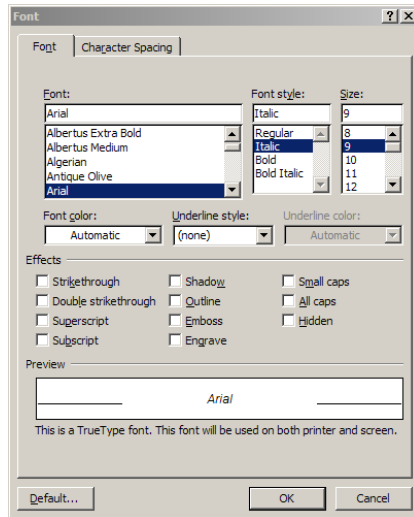 Font
Font Character Spacing
Font: Font style: Size:
Arial Italic 9
Albertus Extra Bold Regular 8
Albertus Medium Italic 9
Algerian Bold 10
Antique Olive Bold Italic 11
Arial 12
Font color: Underline style: Underline color:
Automatic (none) Automatic
Effects
Strikethrough Shadow Small caps
Double strikethrough Outline All caps
Superscript Emboss Hidden
Subscript Engrave
Preview
Arial
This is a TrueType font. This font will be used on both printer and screen.
Default... OK Cancel